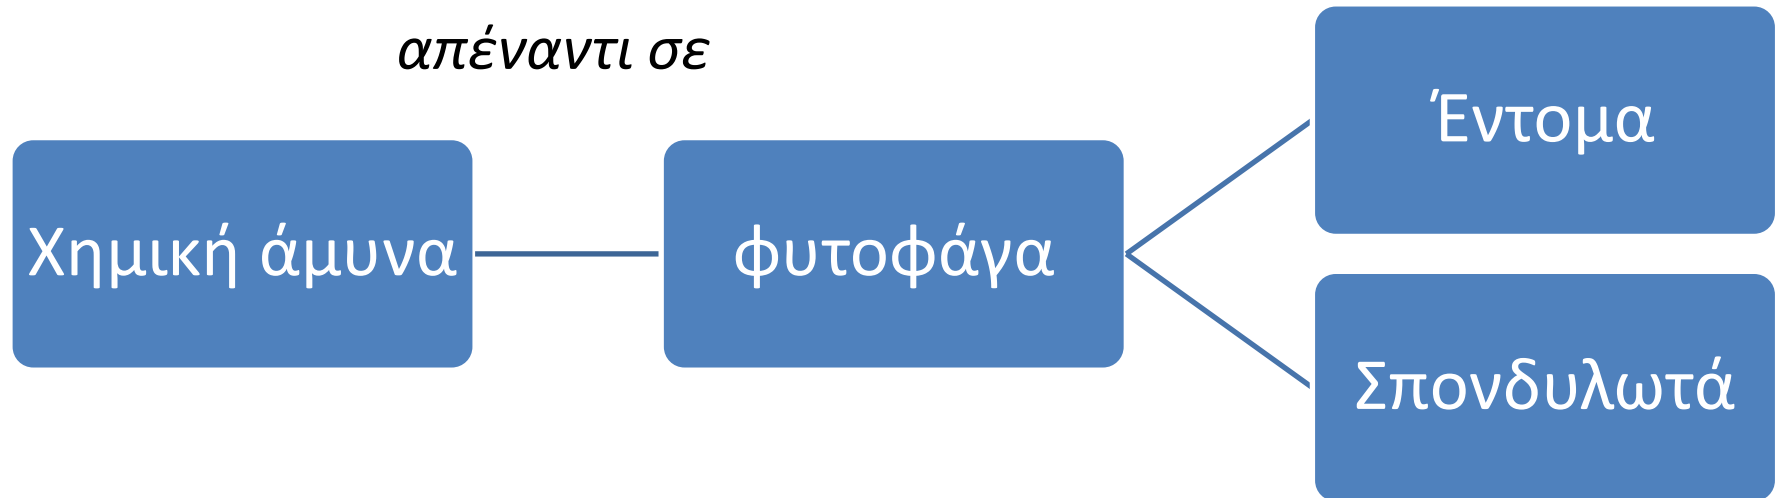 απέναντι σε
Χημική άμυνα
φυτοφάγα
Έντομα
Σπονδυλωτά